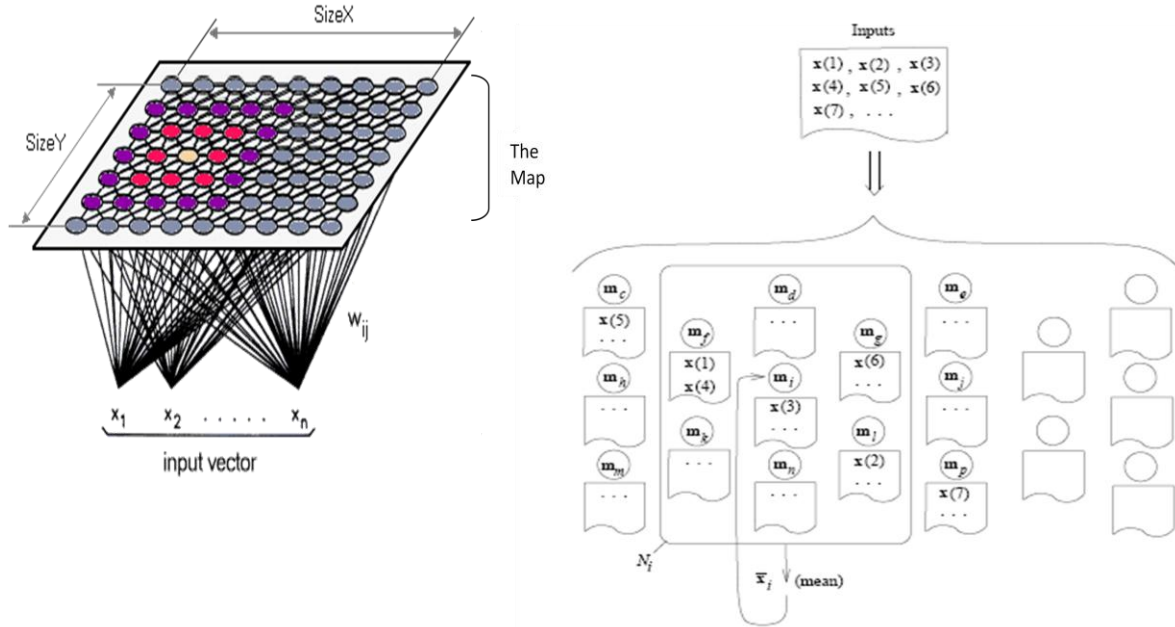 SizeX
SizeY
The
Map
w_ij
x_1 x_2 . . . . . x_n
input vector
Inputs
x(1) , x(2) , x(3)
x(4) , x(5) , x(6)
x(7) , . . .
m_c
x(5)
. . .
m_d
. . .
m_e
. . .
m_f
x(1)
x(4)
m_g
x(6)
. . .
m_h
. . .
m_i
x(3)
. . .
m_j
. . .
m_k
. . .
m_l
x(2)
. . .
m_m
. . .
m_n
. . .
m_p
x(7)
. . .
N_i
x̄_i (mean)